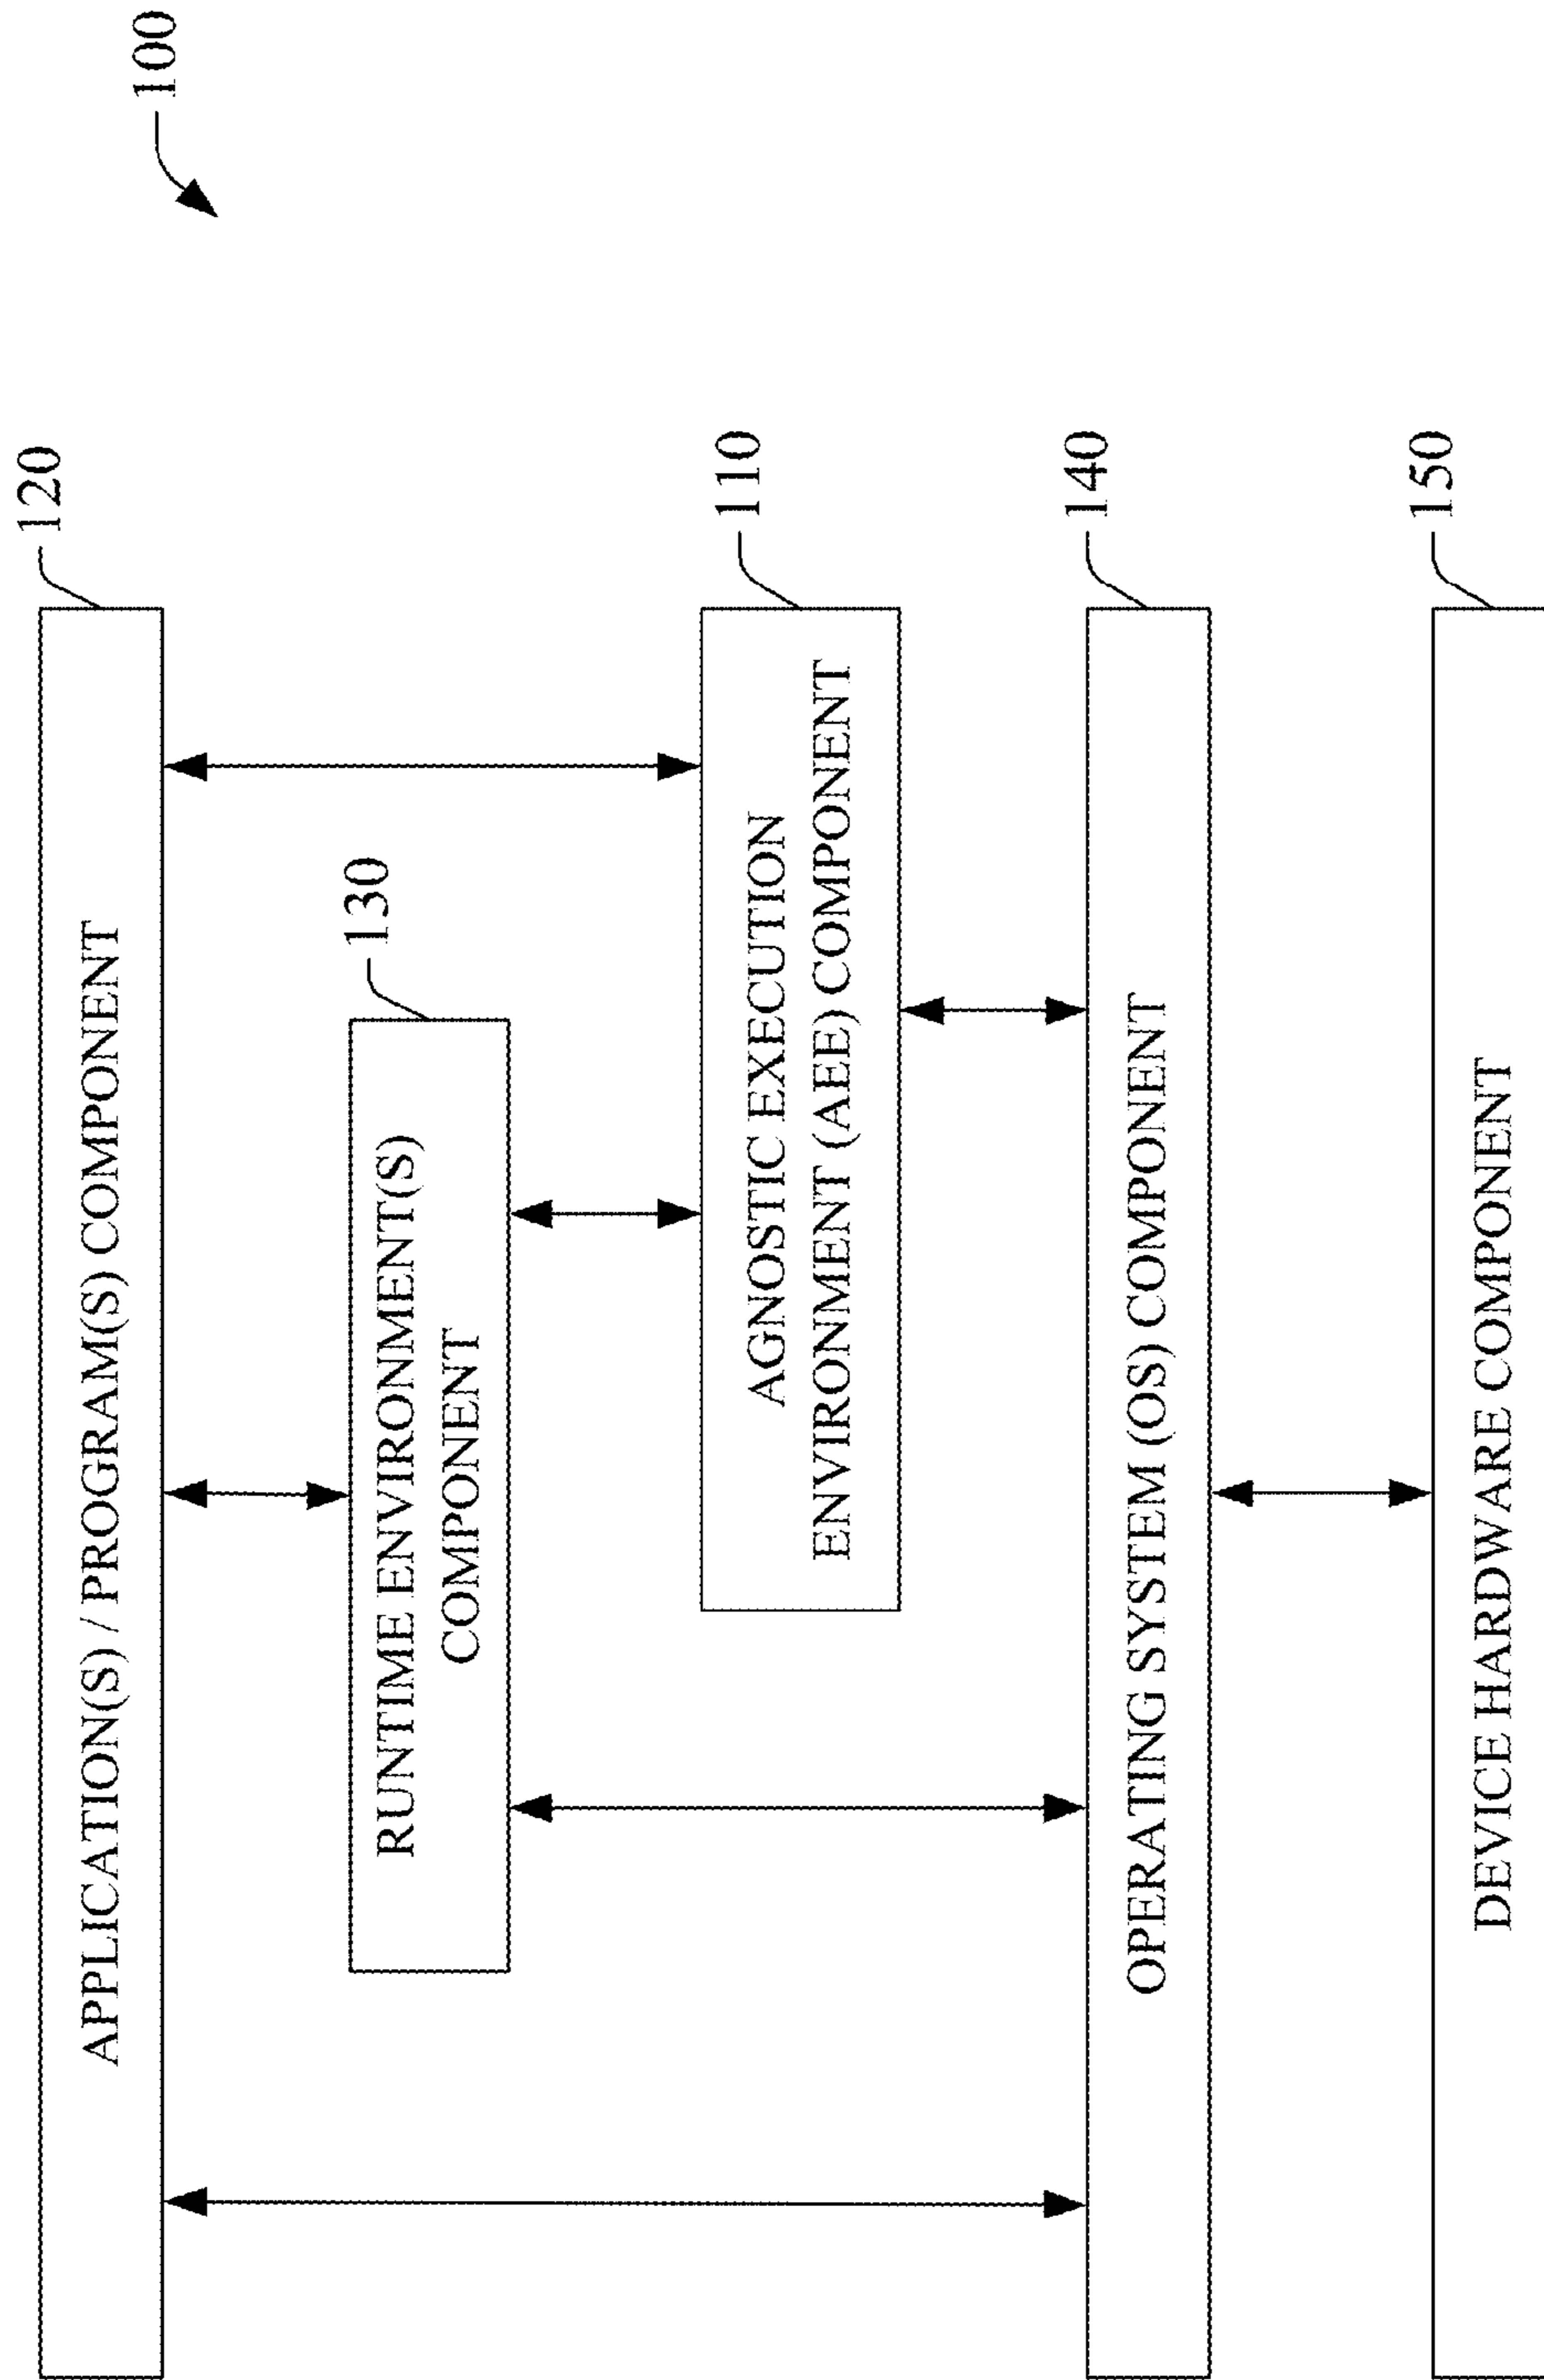 100
120
APPLICATION(S) / PROGRAM(S) COMPONENT
130
RUNTIME ENVIRONMENT(S)
COMPONENT
110
AGNOSTIC EXECUTION
ENVIRONMENT (AEE) COMPONENT
140
OPERATING SYSTEM (OS) COMPONENT
150
DEVICE HARDWARE COMPONENT